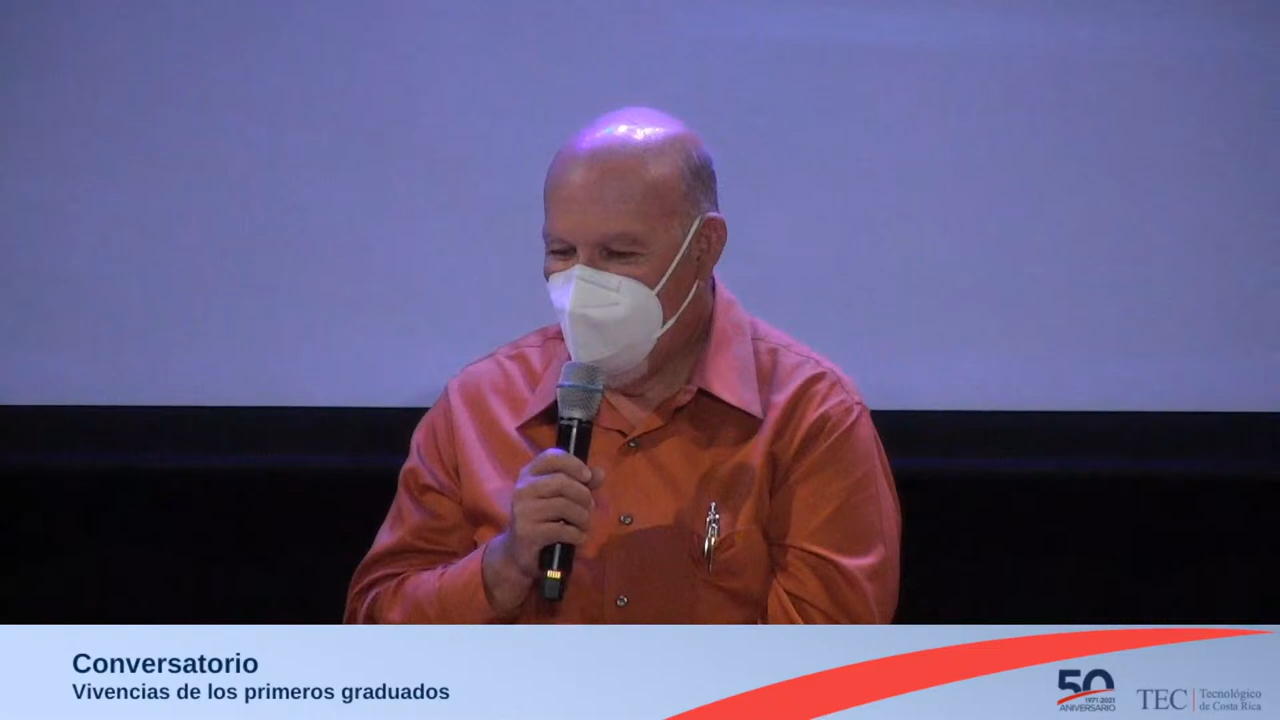 Conversatorio
Vivencias de los primeros graduados
50
1971-2021
ANIVERSARIO
TEC
Tecnológico
de Costa Rica